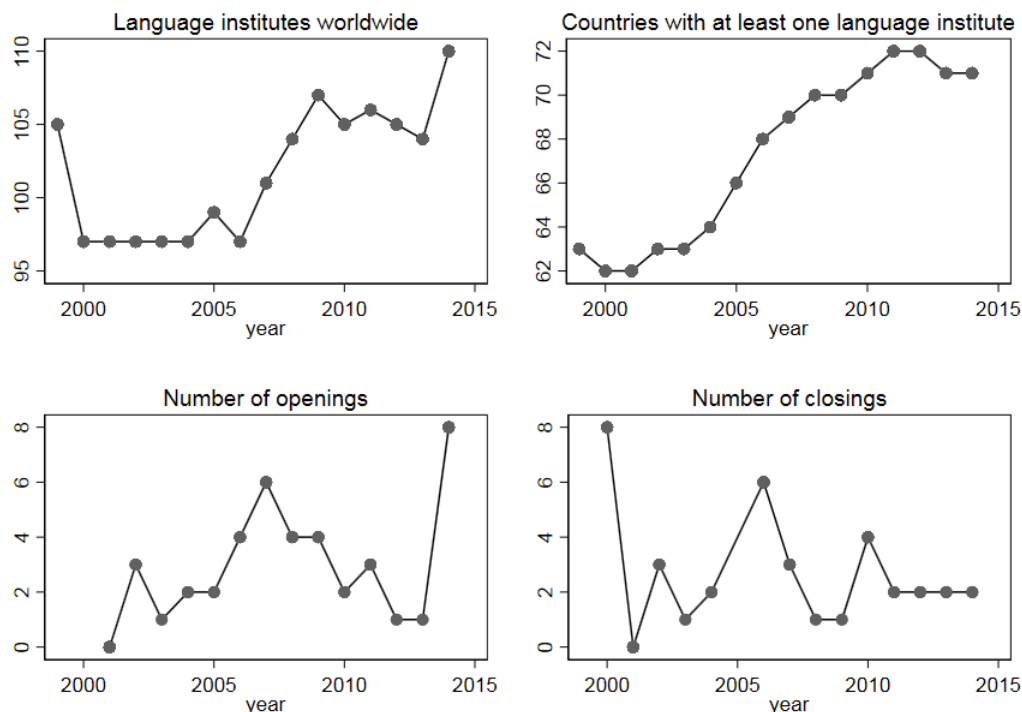 Language institutes worldwide
110
105
100
95
2000 2005 2010 2015
year
Countries with at least one language institute
72
70
68
66
64
62
2000 2005 2010 2015
year
Number of openings
8
6
4
2
0
2000 2005 2010 2015
year
Number of closings
8
6
4
2
0
2000 2005 2010 2015
year